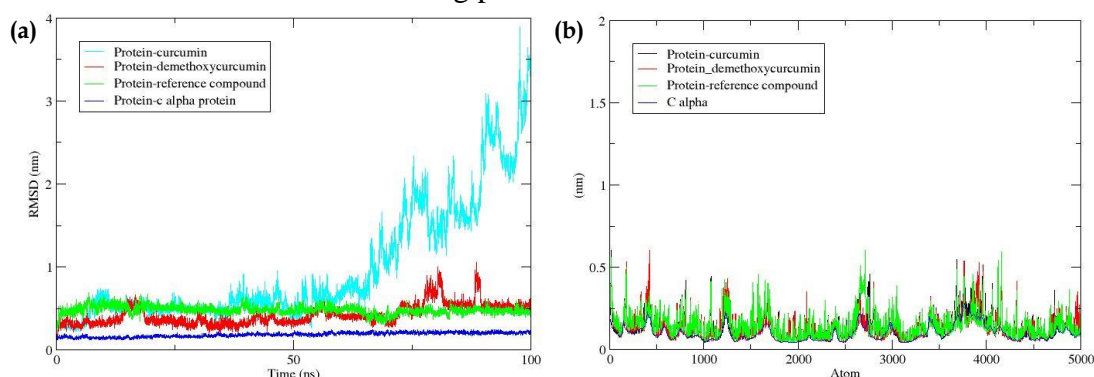 (a)
4
3
2
1
0
RMSD (nm)
Protein-curcumin
Protein-demethoxycurcumin
Protein-reference compound
Protein-c alpha protein
0
50
100
Time (ns)
(b)
2
1.5
1
0.5
0
(nm)
Protein-curcumin
Protein_demethoxycurcumin
Protein-reference compound
C alpha
0
1000
2000
3000
4000
5000
Atom